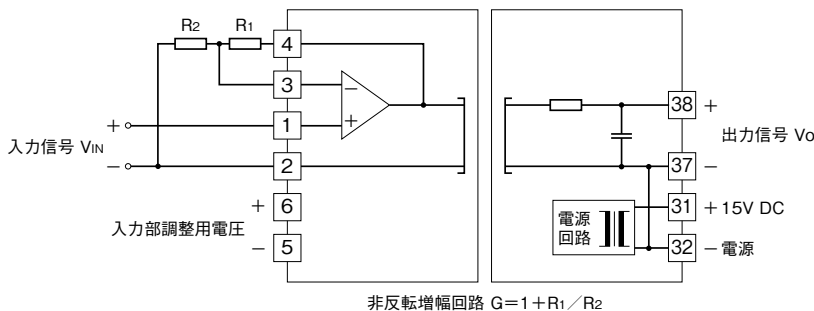 R2 R1
4
3
1
2
6
5
− +
+
入力信号 VIN
−
+
入力部調整用電圧
−
38 +
出力信号 Vo
37 −
31 +15V DC
電源
回路
32 −電源
非反転増幅回路 G=1+R1/R2